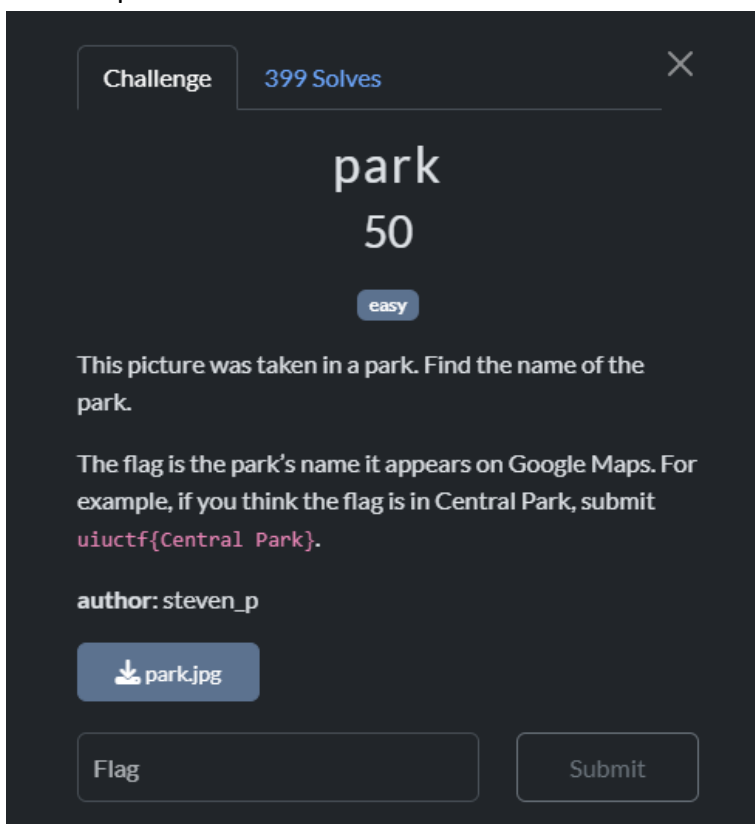 Challenge
399 Solves
park
50
easy
This picture was taken in a park. Find the name of the
park.
The flag is the park's name it appears on Google Maps. For
example, if you think the flag is in Central Park, submit
uiuctf{Central Park}.
author: steven_p
park.jpg
Flag
Submit